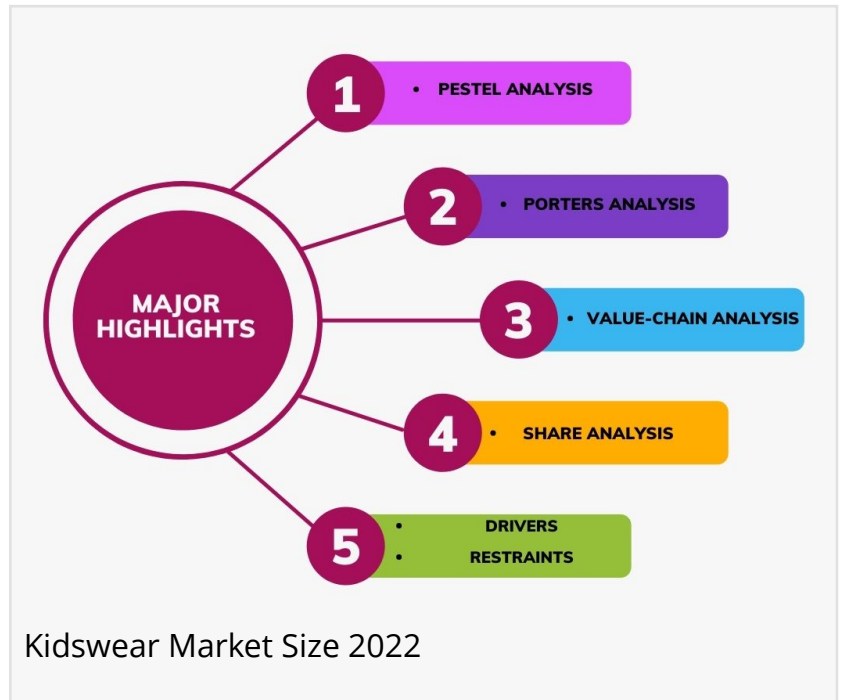 1
• PESTEL ANALYSIS
2
• PORTERS ANALYSIS
MAJOR
HIGHLIGHTS
3
• VALUE-CHAIN ANALYSIS
4
• SHARE ANALYSIS
5
• DRIVERS
• RESTRAINTS
Kidswear Market Size 2022